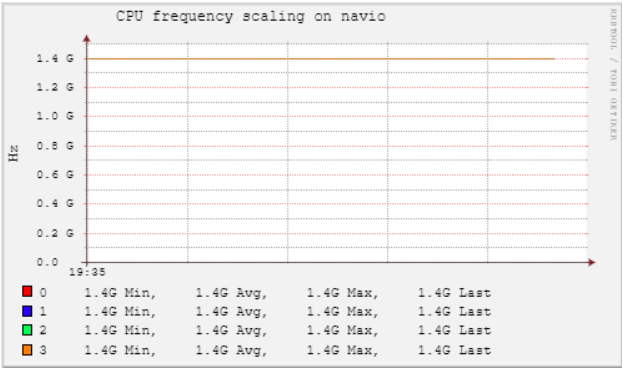 CPU frequency scaling on navio
RRDTOOL / TOBI OETIKER
Hz
1.4 G
1.2 G
1.0 G
0.8 G
0.6 G
0.4 G
0.2 G
0.0
19:35
0 1.4G Min, 1.4G Avg, 1.4G Max, 1.4G Last
1 1.4G Min, 1.4G Avg, 1.4G Max, 1.4G Last
2 1.4G Min, 1.4G Avg, 1.4G Max, 1.4G Last
3 1.4G Min, 1.4G Avg, 1.4G Max, 1.4G Last